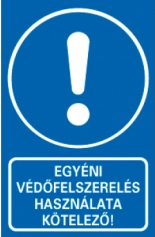 EGYÉNI
VÉDŐFELSZERELÉS
HASZNÁLATA
KÖTELEZŐ!